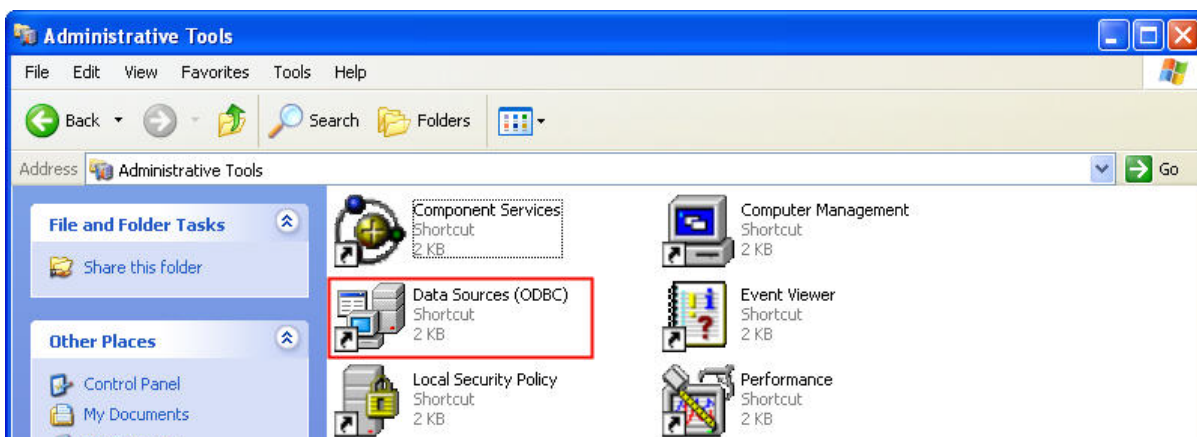 Administrative Tools
File Edit View Favorites Tools Help
Back Search Folders
Address Administrative Tools Go
File and Folder Tasks
Share this folder
Other Places
Control Panel
My Documents
Component Services
Shortcut
2 KB
Computer Management
Shortcut
2 KB
Data Sources (ODBC)
Shortcut
2 KB
Event Viewer
Shortcut
2 KB
Local Security Policy
Shortcut
2 KB
Performance
Shortcut
2 KB